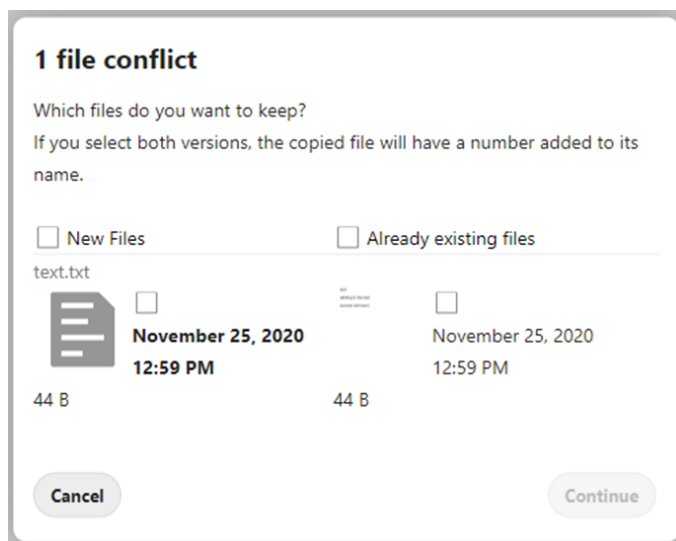 1 file conflict
Which files do you want to keep?
If you select both versions, the copied file will have a number added to its
name.
New Files
Already existing files
text.txt
November 25, 2020
12:59 PM
November 25, 2020
12:59 PM
44 B
44 B
Cancel
Continue